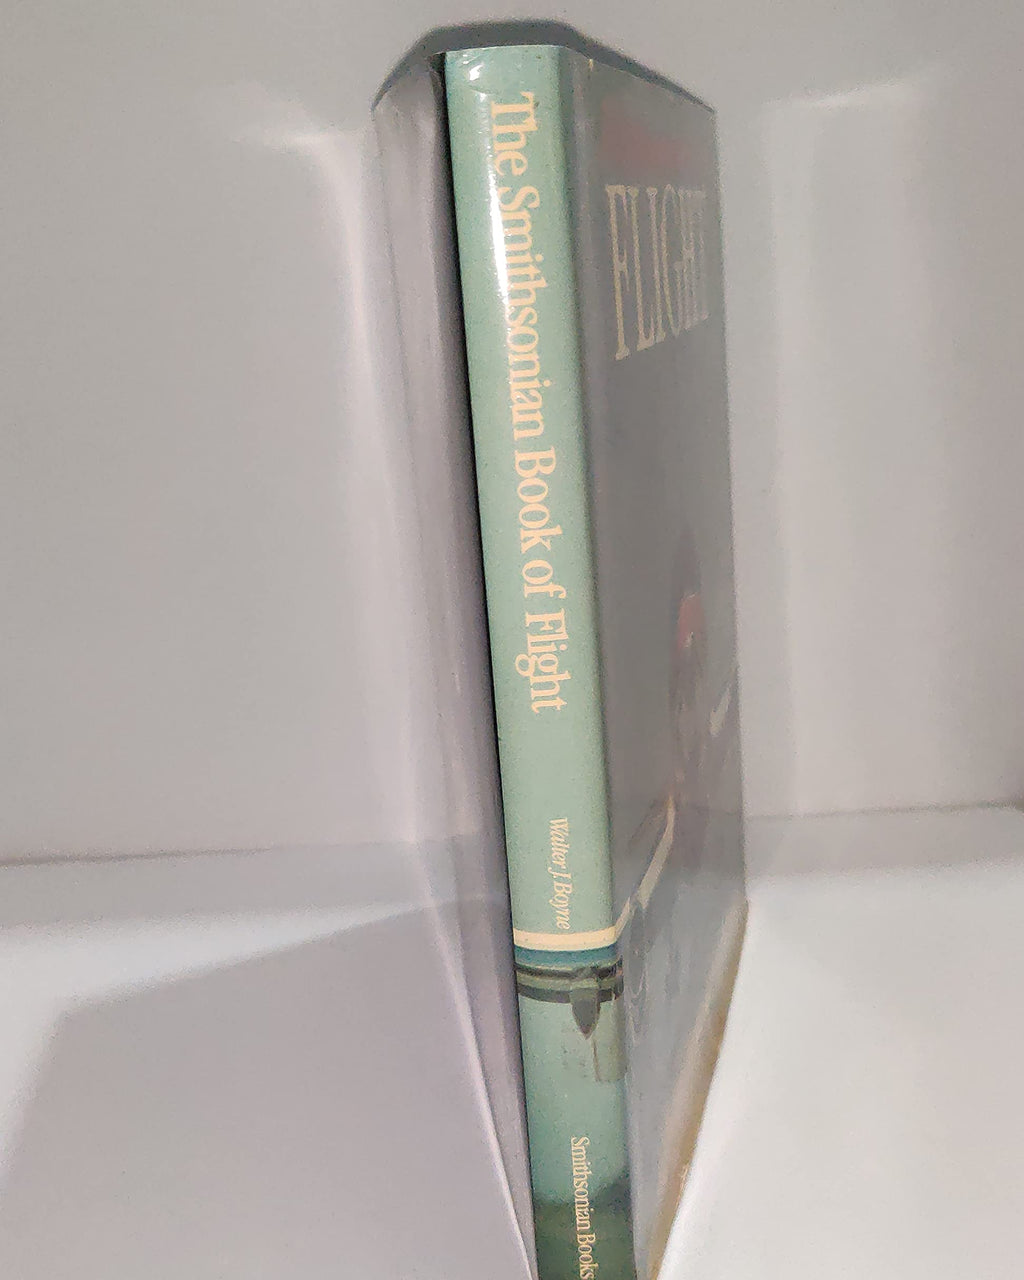 The Smithsonian Book of Flight
Walter J. Boyne
Smithsonian Books
FLIGHT